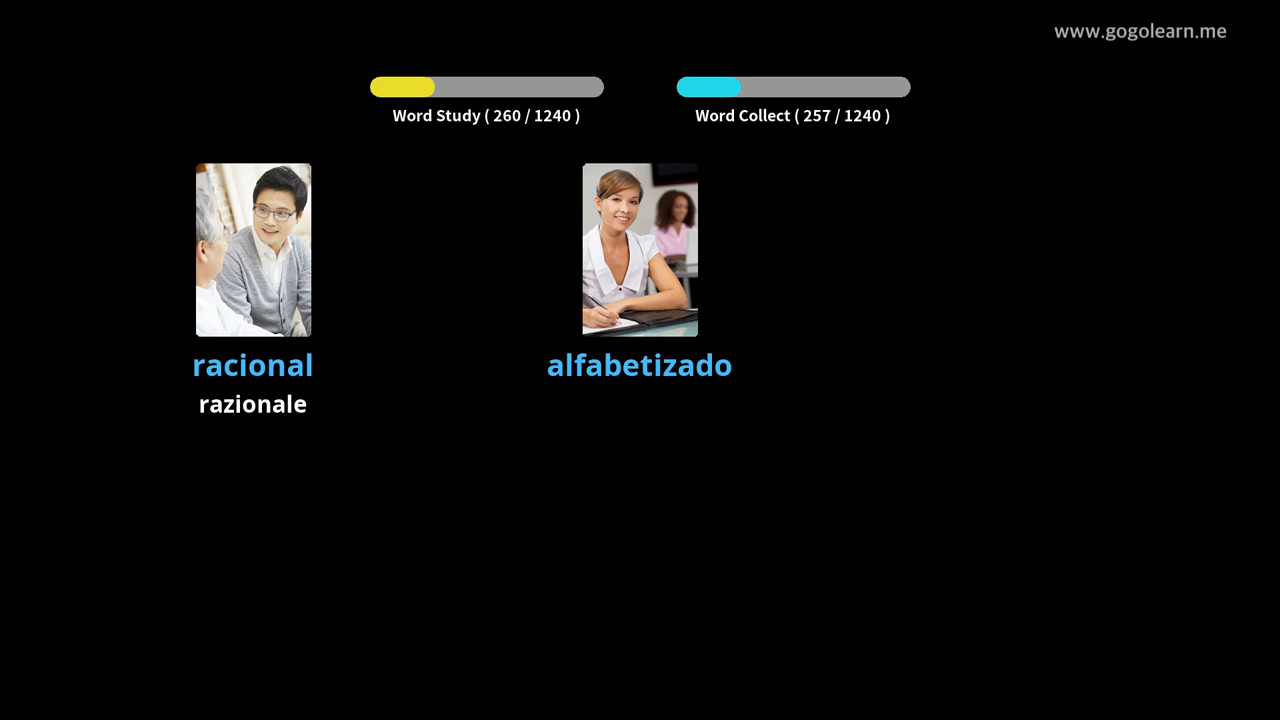 www.gogolearn.me
Word Study ( 260 / 1240 )
Word Collect ( 257 / 1240 )
racional
razionale
alfabetizado